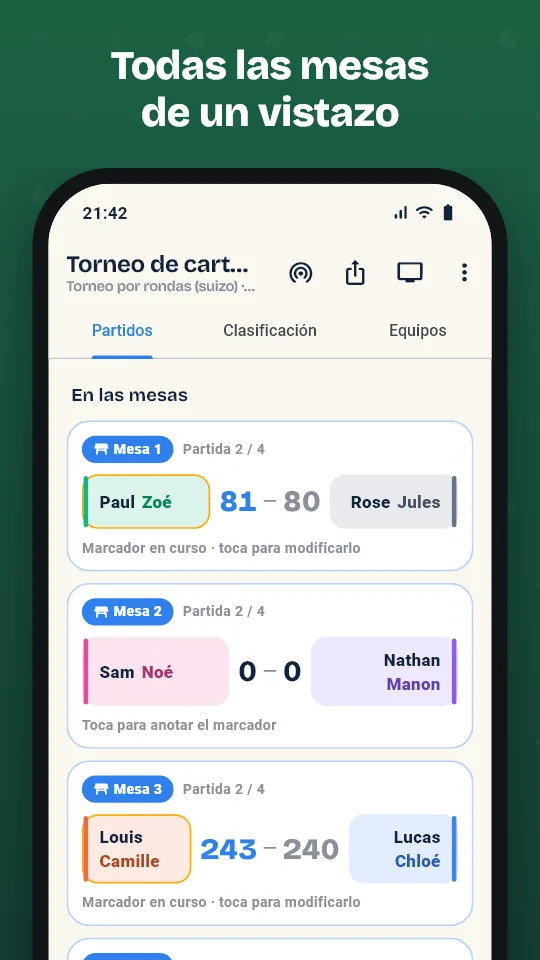 Todas las mesas
de un vistazo
21:42
Torneo de cart...
Torneo por rondas (suizo) ·...
Partidos Clasificación Equipos
En las mesas
Mesa 1 Partida 2 / 4
Paul Zoé 81 – 80 Rose Jules
Marcador en curso · toca para modificarlo
Mesa 2 Partida 2 / 4
Sam Noé 0 – 0 Nathan
Manon
Toca para anotar el marcador
Mesa 3 Partida 2 / 4
Louis
Camille
243 – 240
Lucas
Chloé
Marcador en curso · toca para modificarlo